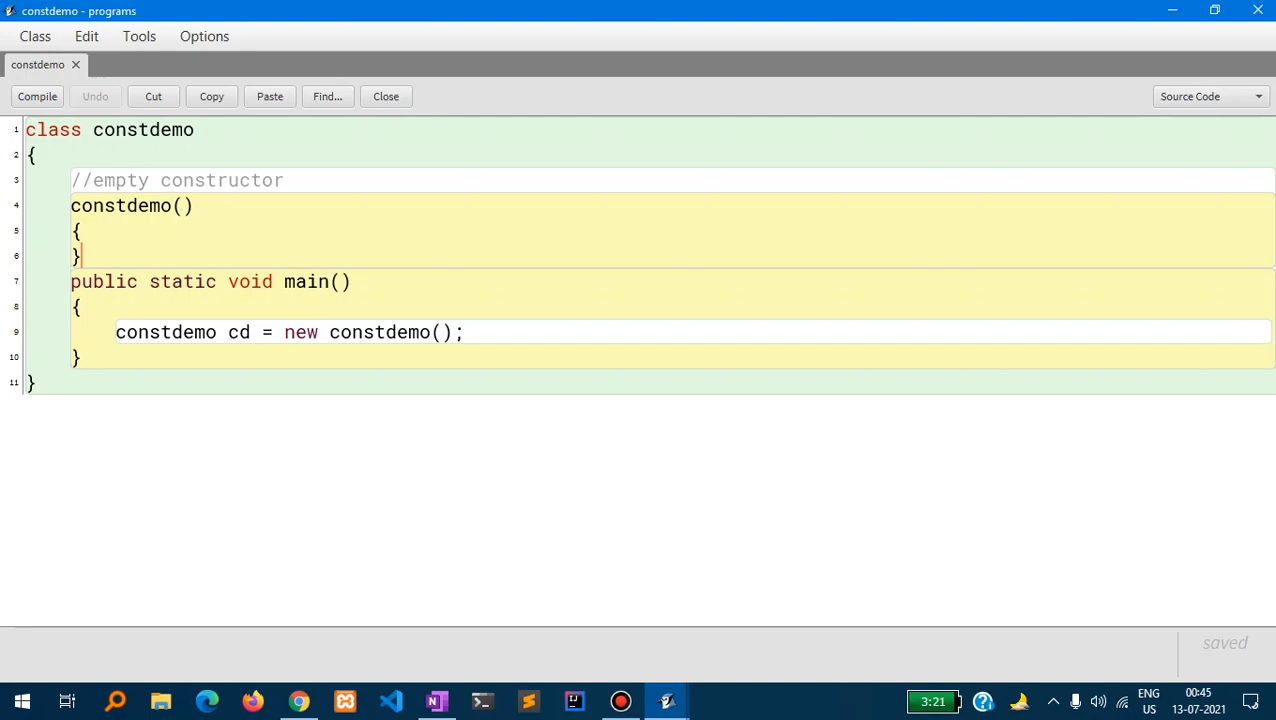 constdemo - programs
Class Edit Tools Options
constdemo
Compile Undo Cut Copy Paste Find... Close Source Code
1 class constdemo
2 {
3 //empty constructor
4 constdemo()
5 {
6 }
7 public static void main()
8 {
9 constdemo cd = new constdemo();
10 }
11 }
saved
3:21 ENG 00:45
US 13-07-2021